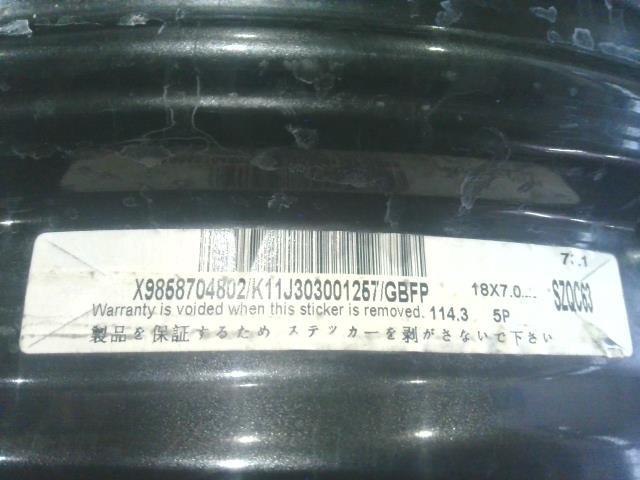 X9858704802/K11J303001257/GBFP 18X7.0 SZQC63
Warranty is voided when this sticker is removed. 114.3 5P
製品を保証するため ステッカーを剥がさないで下さい